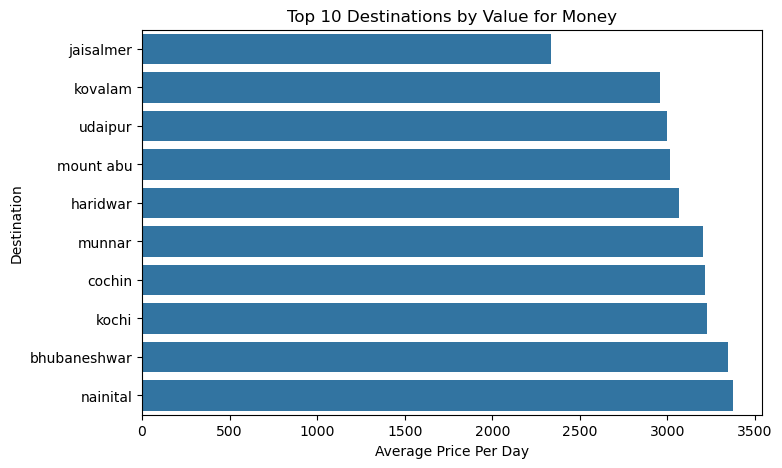 Top 10 Destinations by Value for Money
Destination
jaisalmer
kovalam
udaipur
mount abu
haridwar
munnar
cochin
kochi
bhubaneshwar
nainital
0 500 1000 1500 2000 2500 3000 3500
Average Price Per Day